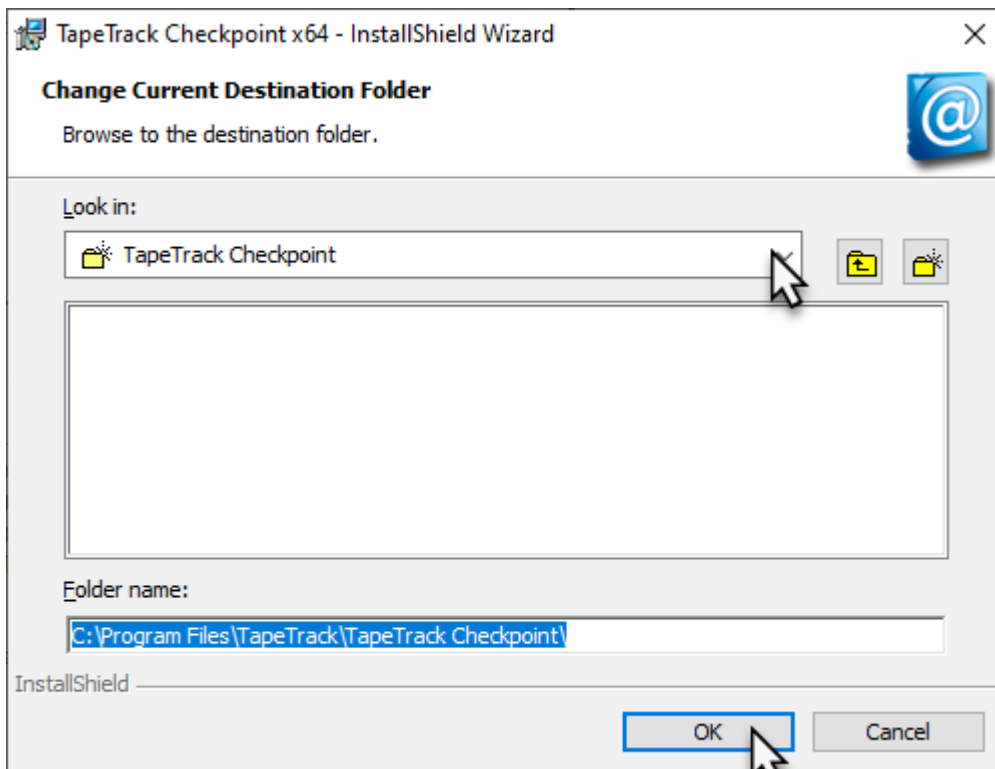 TapeTrack Checkpoint x64 - InstallShield Wizard
Change Current Destination Folder
Browse to the destination folder.
@
Look in:
TapeTrack Checkpoint
Folder name:
C:\Program Files\TapeTrack\TapeTrack Checkpoint\
InstallShield
OK Cancel